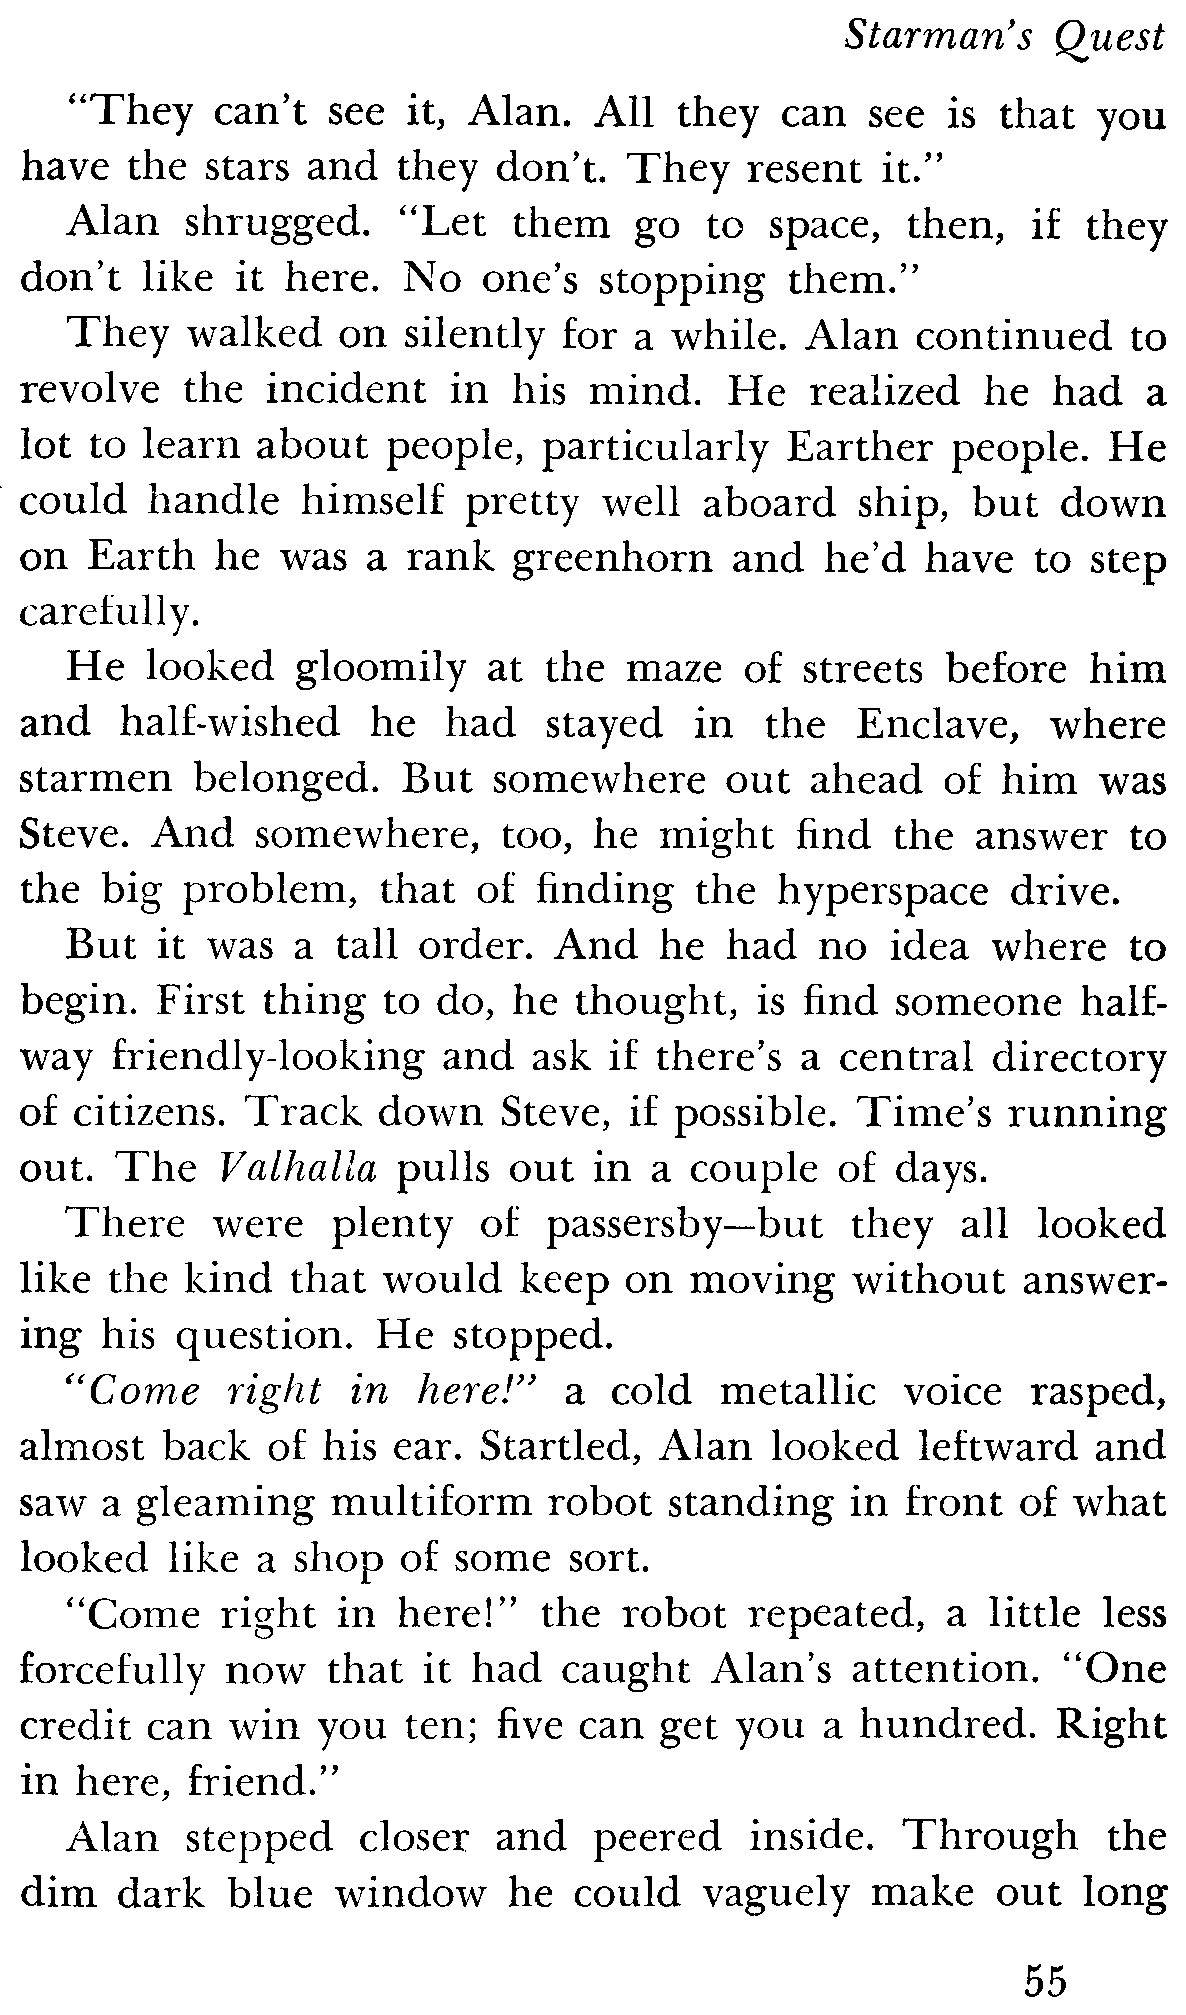 Starman's Quest
“They can't see it, Alan. All they can see is that you
have the stars and they don't. They resent it.”
Alan shrugged. “Let them go to space, then, if they
don't like it here. No one's stopping them.”
They walked on silently for a while. Alan continued to
revolve the incident in his mind. He realized he had a
lot to learn about people, particularly Earther people. He
could handle himself pretty well aboard ship, but down
on Earth he was a rank greenhorn and he'd have to step
carefully.
He looked gloomily at the maze of streets before him
and half-wished he had stayed in the Enclave, where
starmen belonged. But somewhere out ahead of him was
Steve. And somewhere, too, he might find the answer to
the big problem, that of finding the hyperspace drive.
But it was a tall order. And he had no idea where to
begin. First thing to do, he thought, is find someone half-
way friendly-looking and ask if there's a central directory
of citizens. Track down Steve, if possible. Time's running
out. The Valhalla pulls out in a couple of days.
There were plenty of passersby—but they all looked
like the kind that would keep on moving without answer-
ing his question. He stopped.
“Come right in here!” a cold metallic voice rasped,
almost back of his ear. Startled, Alan looked leftward and
saw a gleaming multiform robot standing in front of what
looked like a shop of some sort.
“Come right in here!” the robot repeated, a little less
forcefully now that it had caught Alan's attention. “One
credit can win you ten; five can get you a hundred. Right
in here, friend.”
Alan stepped closer and peered inside. Through the
dim dark blue window he could vaguely make out long
55